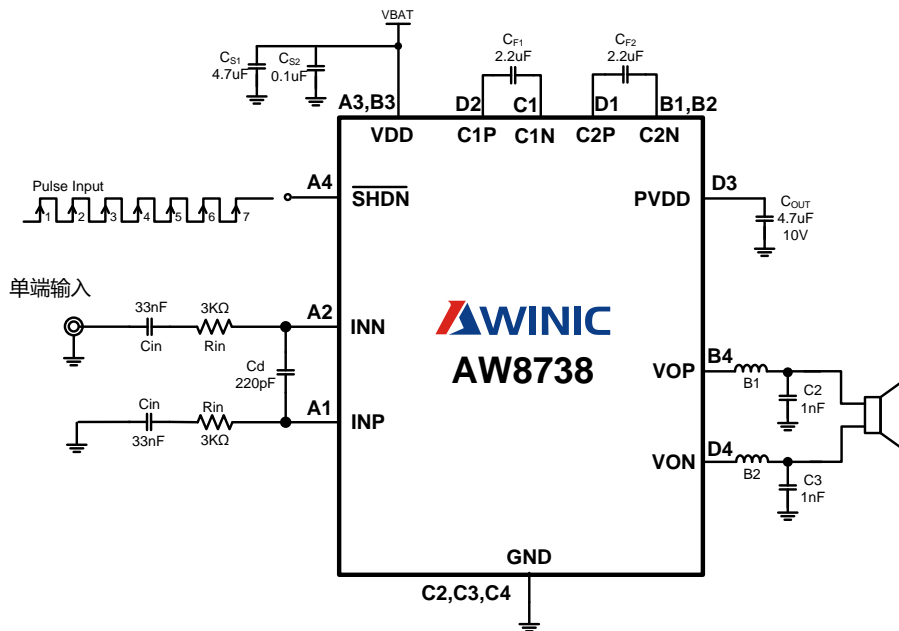 VBAT
CS1
4.7uF
CS2
0.1uF
CF1
2.2uF
CF2
2.2uF
A3,B3
D2
C1
D1
B1,B2
VDD
C1P
C1N
C2P
C2N
Pulse Input
1 2 3 4 5 6 7
A4
SHDN
PVDD
D3
COUT
4.7uF
10V
单端输入
33nF
Cin
3KΩ
Rin
A2
INN
Cd
220pF
Cin
33nF
Rin
3KΩ
A1
INP
AWINIC
AW8738
VOP
B4
B1
C2
1nF
VON
D4
B2
C3
1nF
GND
C2,C3,C4